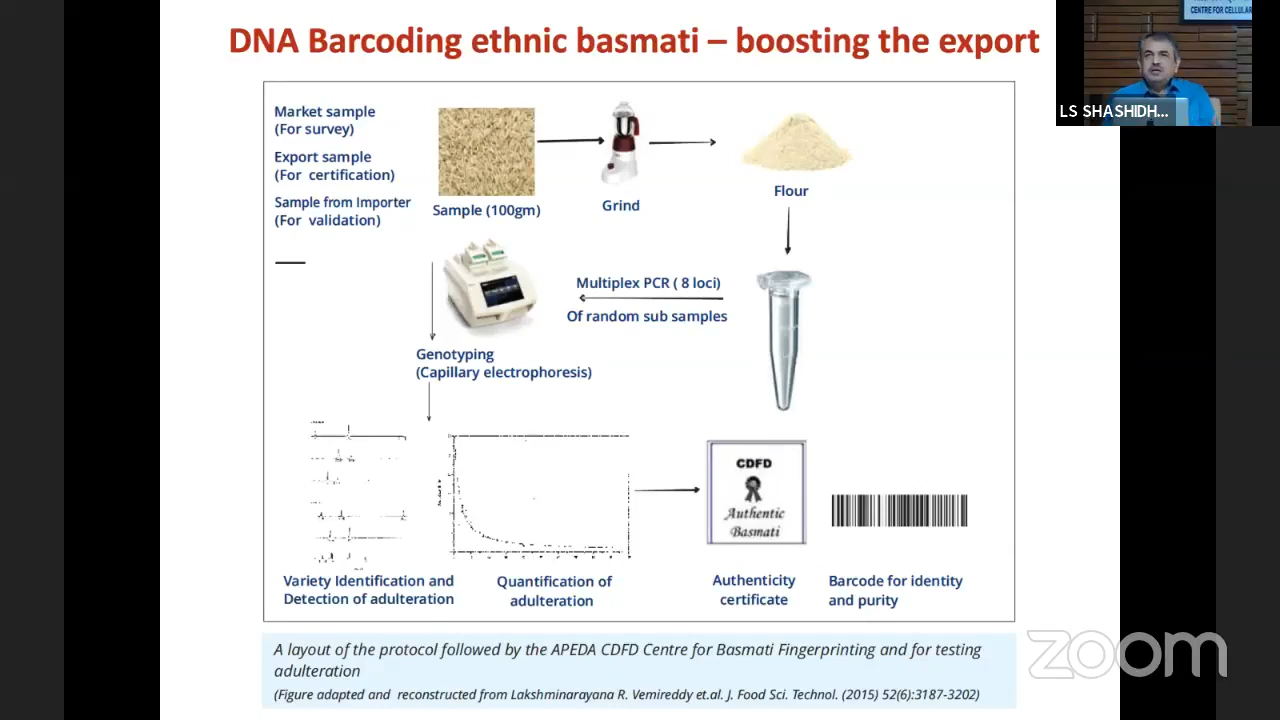 DNA Barcoding ethnic basmati – boosting the export
CENTRE FOR CELLULAR
LS SHASHIDH...
Market sample
(For survey)
Export sample
(For certification)
Sample from Importer
(For validation)
Sample (100gm)
Grind
Flour
Multiplex PCR ( 8 loci)
Of random sub samples
Genotyping
(Capillary electrophoresis)
CDFD
Authentic
Basmati
Variety Identification and
Detection of adulteration
Quantification of
adulteration
Authenticity
certificate
Barcode for identity
and purity
A layout of the protocol followed by the APEDA CDFD Centre for Basmati Fingerprinting and for testing
adulteration
(Figure adapted and reconstructed from Lakshminarayana R. Vemireddy et.al. J. Food Sci. Technol. (2015) 52(6):3187-3202)
zoom